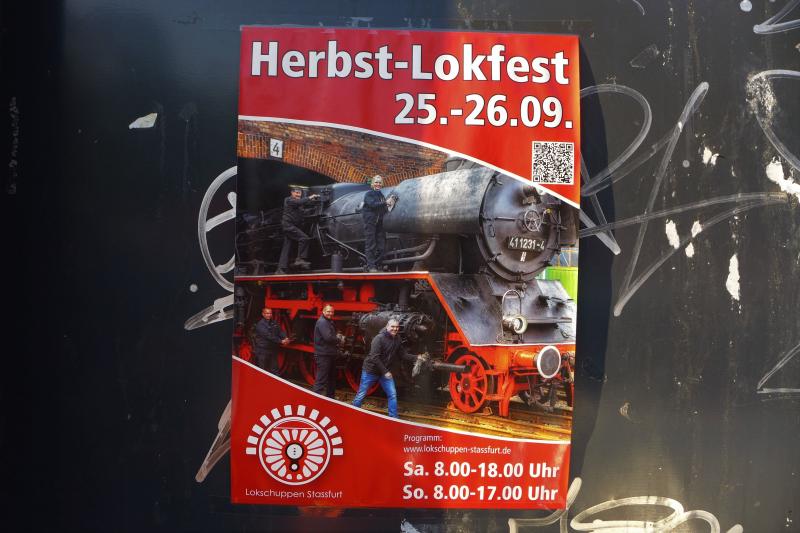 Herbst-Lokfest
25.-26.09.
4
41 1231-4
Programm:
www.lokschuppen-stassfurt.de
Sa. 8.00-18.00 Uhr
So. 8.00-17.00 Uhr
Lokschuppen Stassfurt